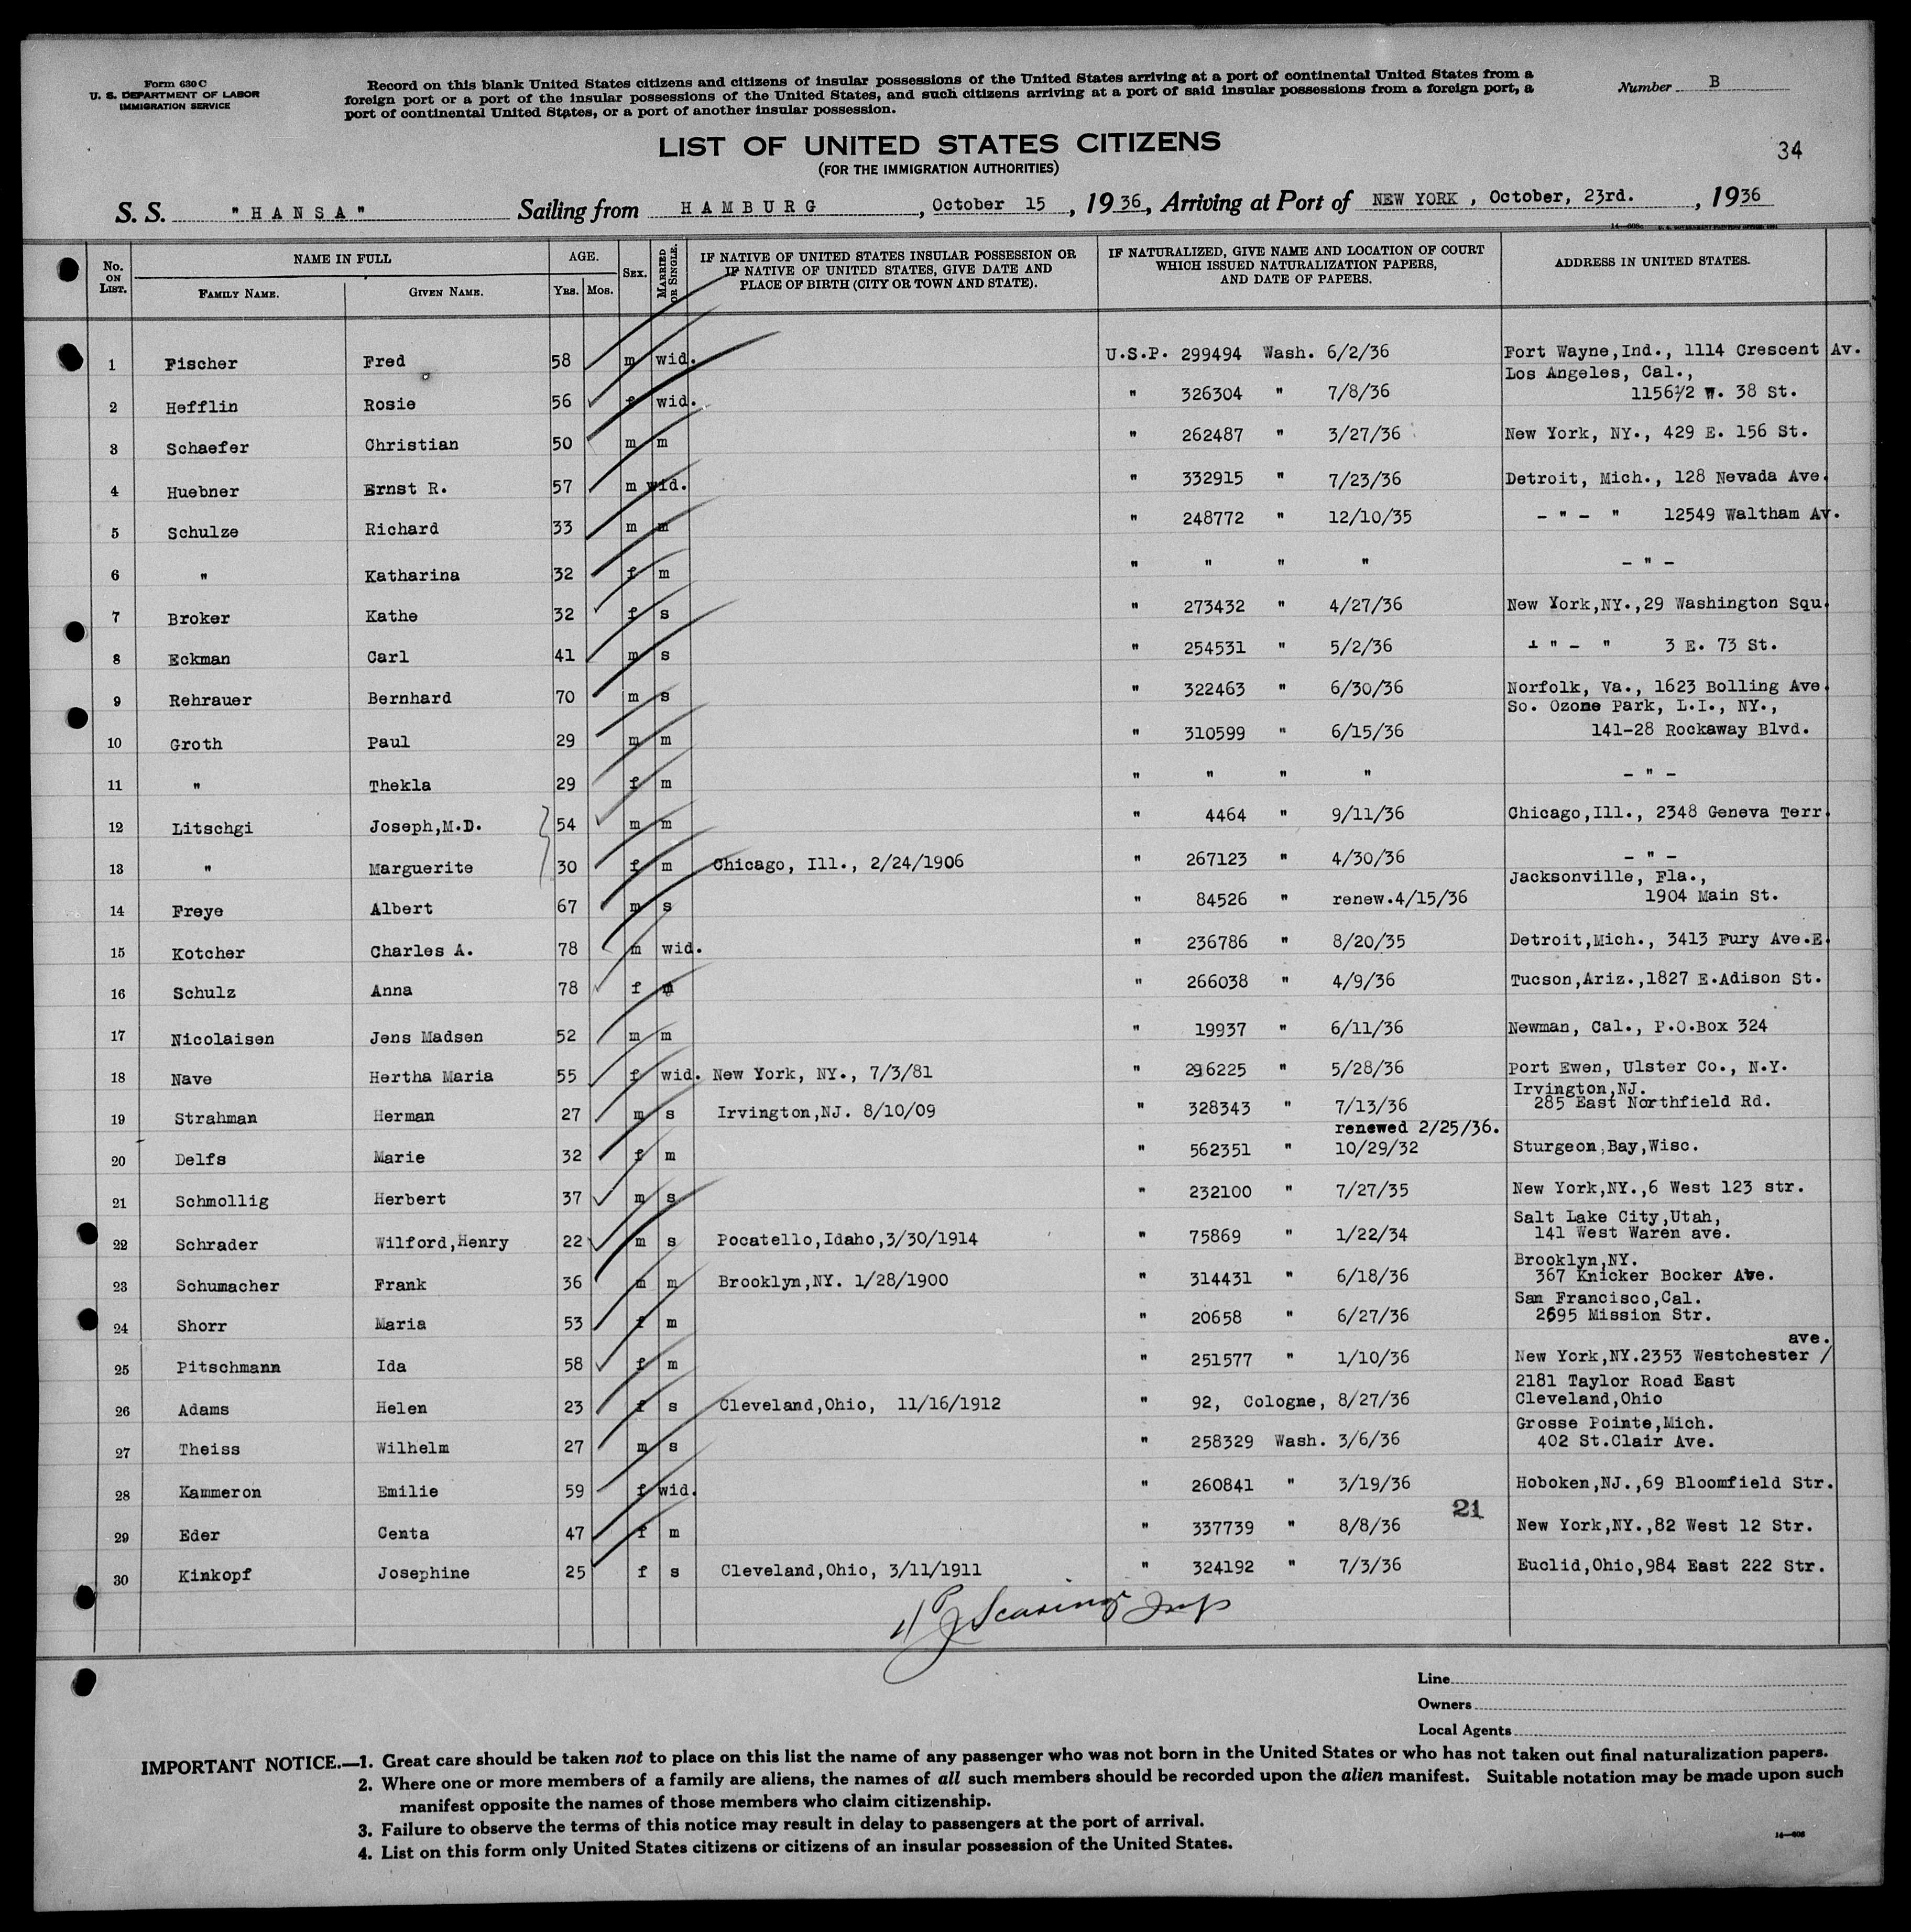 Form 630 C
U. S. DEPARTMENT OF LABOR
IMMIGRATION SERVICE
Record on this blank United States citizens and citizens of insular possessions of the United States arriving at a port of continental United States from a
foreign port or a port of the insular possessions of the United States, and such citizens arriving at a port of said insular possessions from a foreign port, a
port of continental United States, or a port of another insular possession.
Number B
34
LIST OF UNITED STATES CITIZENS
(FOR THE IMMIGRATION AUTHORITIES)
S. S. "HANSA" Sailing from HAMBURG, October 15, 1936, Arriving at Port of NEW YORK, October, 23rd., 1936
No. ON LIST. NAME IN FULL FAMILY NAME. GIVEN NAME. AGE. YRS. MOS. SEX. MARRIED OR SINGLE. IF NATIVE OF UNITED STATES INSULAR POSSESSION OR IF NATIVE OF UNITED STATES, GIVE DATE AND PLACE OF BIRTH (CITY OR TOWN AND STATE). IF NATURALIZED, GIVE NAME AND LOCATION OF COURT WHICH ISSUED NATURALIZATION PAPERS, AND DATE OF PAPERS. ADDRESS IN UNITED STATES.
1 Fischer Fred 58 m wid. U.S.P. 299494 Wash. 6/2/36 Fort Wayne,Ind., 1114 Crescent Av.
Los Angeles, Cal.,
2 Hefflin Rosie 56 f wid. " 326304 " 7/8/36 1156½ W. 38 St.
3 Schaefer Christian 50 m m " 262487 " 3/27/36 New York, NY., 429 E. 156 St.
4 Huebner Ernst R. 57 m wid. " 332915 " 7/23/36 Detroit, Mich., 128 Nevada Ave.
5 Schulze Richard 33 m m " 248772 " 12/10/35 - " - " 12549 Waltham Av.
6 " Katharina 32 f m " " " " - " -
7 Broker Kathe 32 f s " 273432 " 4/27/36 New York,NY.,29 Washington Squ.
8 Eckman Carl 41 m s " 254531 " 5/2/36 - " - " 3 E. 73 St.
9 Rehrauer Bernhard 70 m s " 322463 " 6/30/36 Norfolk, Va., 1623 Bolling Ave.
So. Ozone Park, L.I., NY.,
10 Groth Paul 29 m m " 310599 " 6/15/36 141-28 Rockaway Blvd.
11 " Thekla 29 f m " " " " - " -
12 Litschgi Joseph,M.D. 54 m m " 4464 " 9/11/36 Chicago,Ill., 2348 Geneva Terr.
13 " Marguerite 30 f m Chicago, Ill., 2/24/1906 " 267123 " 4/30/36 - " -
Jacksonville, Fla.,
14 Freye Albert 67 m s " 84526 " renew.4/15/36 1904 Main St.
15 Kotcher Charles A. 78 m wid. " 236786 " 8/20/35 Detroit,Mich., 3413 Fury Ave.E.
16 Schulz Anna 78 f m " 266038 " 4/9/36 Tucson,Ariz.,1827 E.Adison St.
17 Nicolaisen Jens Madsen 52 m m " 19937 " 6/11/36 Newman, Cal., P.O.Box 324
18 Nave Hertha Maria 55 f wid. New York, NY., 7/3/81 " 296225 " 5/28/36 Port Ewen, Ulster Co., N.Y.
Irvington,NJ.
19 Strahman Herman 27 m s Irvington,NJ. 8/10/09 " 328343 " 7/13/36 285 East Northfield Rd.
renewed 2/25/36.
20 Delfs Marie 32 f m " 562351 " 10/29/32 Sturgeon,Bay,Wisc.
21 Schmollig Herbert 37 m s " 232100 " 7/27/35 New York,NY.,6 West 123 str.
Salt Lake City,Utah,
22 Schrader Wilford,Henry 22 m s Pocatello,Idaho,3/30/1914 " 75869 " 1/22/34 141 West Waren ave.
Brooklyn,NY.
23 Schumacher Frank 36 m m Brooklyn,NY. 1/28/1900 " 314431 " 6/18/36 367 Knicker Bocker Ave.
San Francisco,Cal.
24 Shorr Maria 53 f m " 20658 " 6/27/36 2695 Mission Str.
ave.
25 Pitschmann Ida 58 f m " 251577 " 1/10/36 New York,NY.2353 Westchester /
2181 Taylor Road East
26 Adams Helen 23 f s Cleveland,Ohio, 11/16/1912 " 92, Cologne, 8/27/36 Cleveland,Ohio
Grosse Pointe,Mich.
27 Theiss Wilhelm 27 m s " 258329 Wash. 3/6/36 402 St.Clair Ave.
28 Kammeron Emilie 59 f wid. " 260841 " 3/19/36 Hoboken,NJ.,69 Bloomfield Str.
21
29 Eder Centa 47 f m " 337739 " 8/8/36 New York,NY.,82 West 12 Str.
30 Kinkopf Josephine 25 f s Cleveland,Ohio, 3/11/1911 " 324192 " 7/3/36 Euclid,Ohio,984 East 222 Str.
Line
Owners
Local Agents
IMPORTANT NOTICE.—1. Great care should be taken not to place on this list the name of any passenger who was not born in the United States or who has not taken out final naturalization papers.
2. Where one or more members of a family are aliens, the names of all such members should be recorded upon the alien manifest. Suitable notation may be made upon such
manifest opposite the names of those members who claim citizenship.
3. Failure to observe the terms of this notice may result in delay to passengers at the port of arrival.
4. List on this form only United States citizens or citizens of an insular possession of the United States.